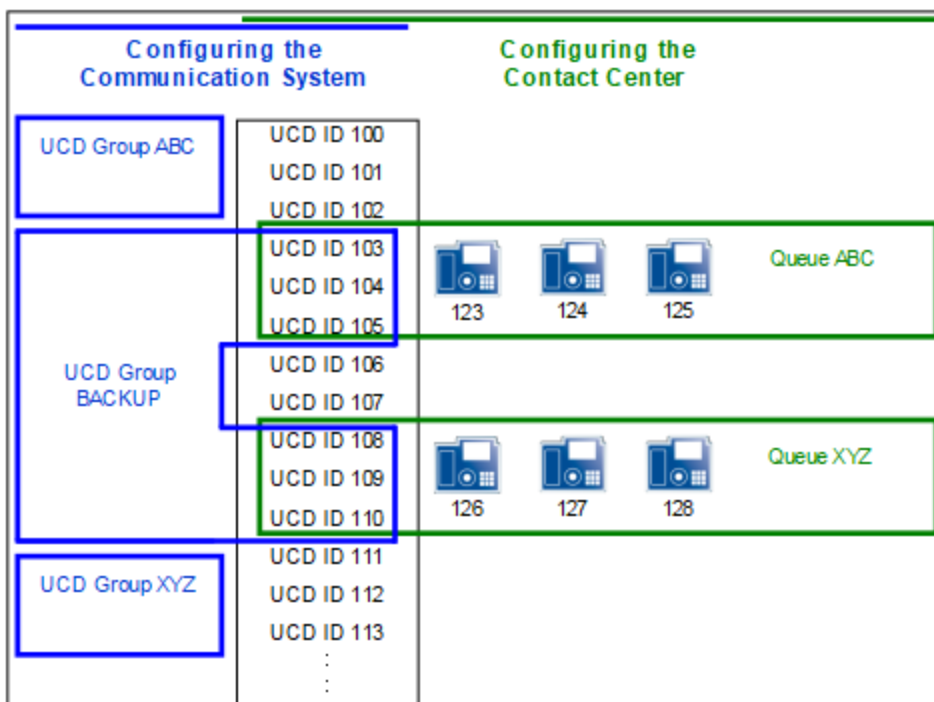 Configuring the
Communication System
Configuring the
Contact Center
UCD Group ABC
UCD ID 100
UCD ID 101
UCD ID 102
UCD ID 103
UCD ID 104
UCD ID 105
123
124
125
Queue ABC
UCD Group
BACKUP
UCD ID 106
UCD ID 107
UCD ID 108
UCD ID 109
UCD ID 110
126
127
128
Queue XYZ
UCD Group XYZ
UCD ID 111
UCD ID 112
UCD ID 113
:
: